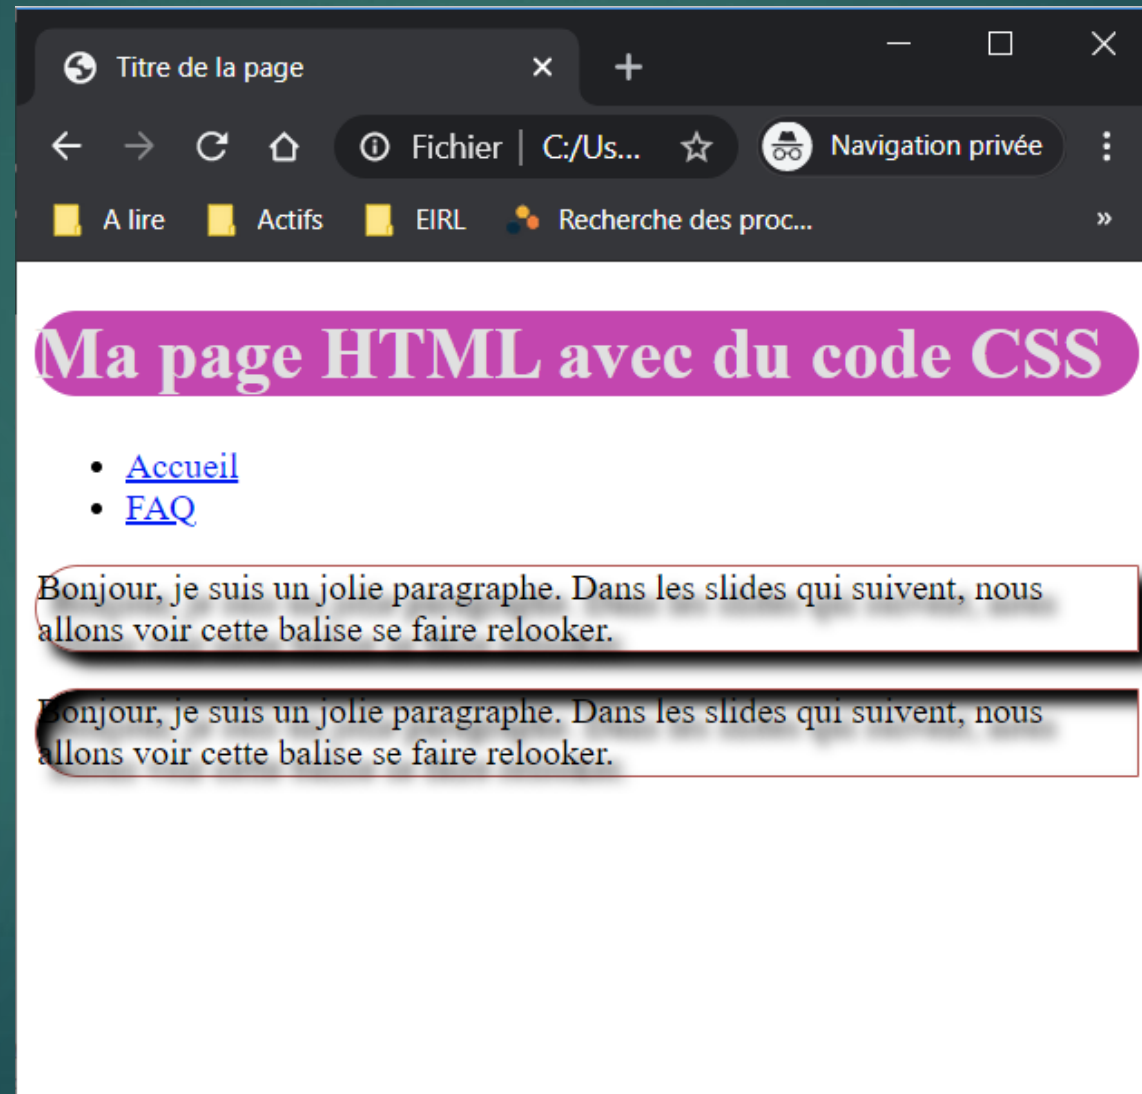 Titre de la page
Fichier | C:/Us... Navigation privée
A lire Actifs EIRL Recherche des proc... »
Ma page HTML avec du code CSS
Accueil
FAQ
Bonjour, je suis un jolie paragraphe. Dans les slides qui suivent, nous
allons voir cette balise se faire relooker.
Bonjour, je suis un jolie paragraphe. Dans les slides qui suivent, nous
allons voir cette balise se faire relooker.